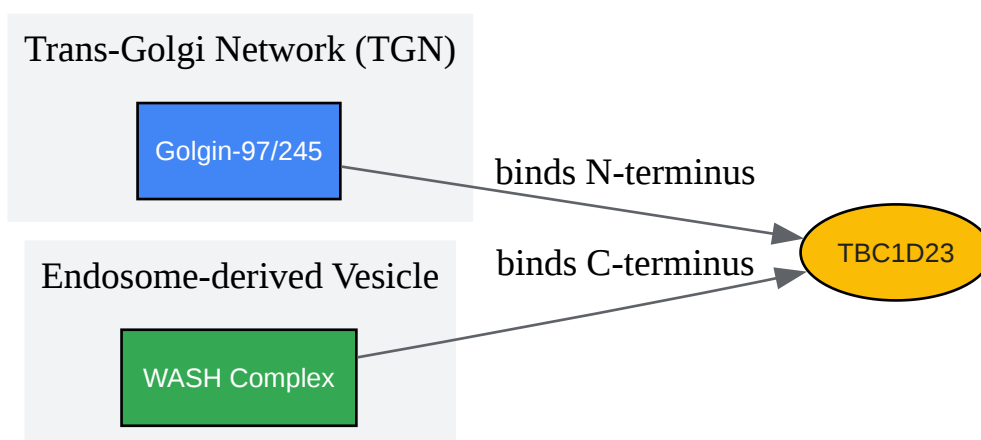 Trans-Golgi Network (TGN)
Golgin-97/245
binds N-terminus
TBC1D23
binds C-terminus
Endosome-derived Vesicle
WASH Complex